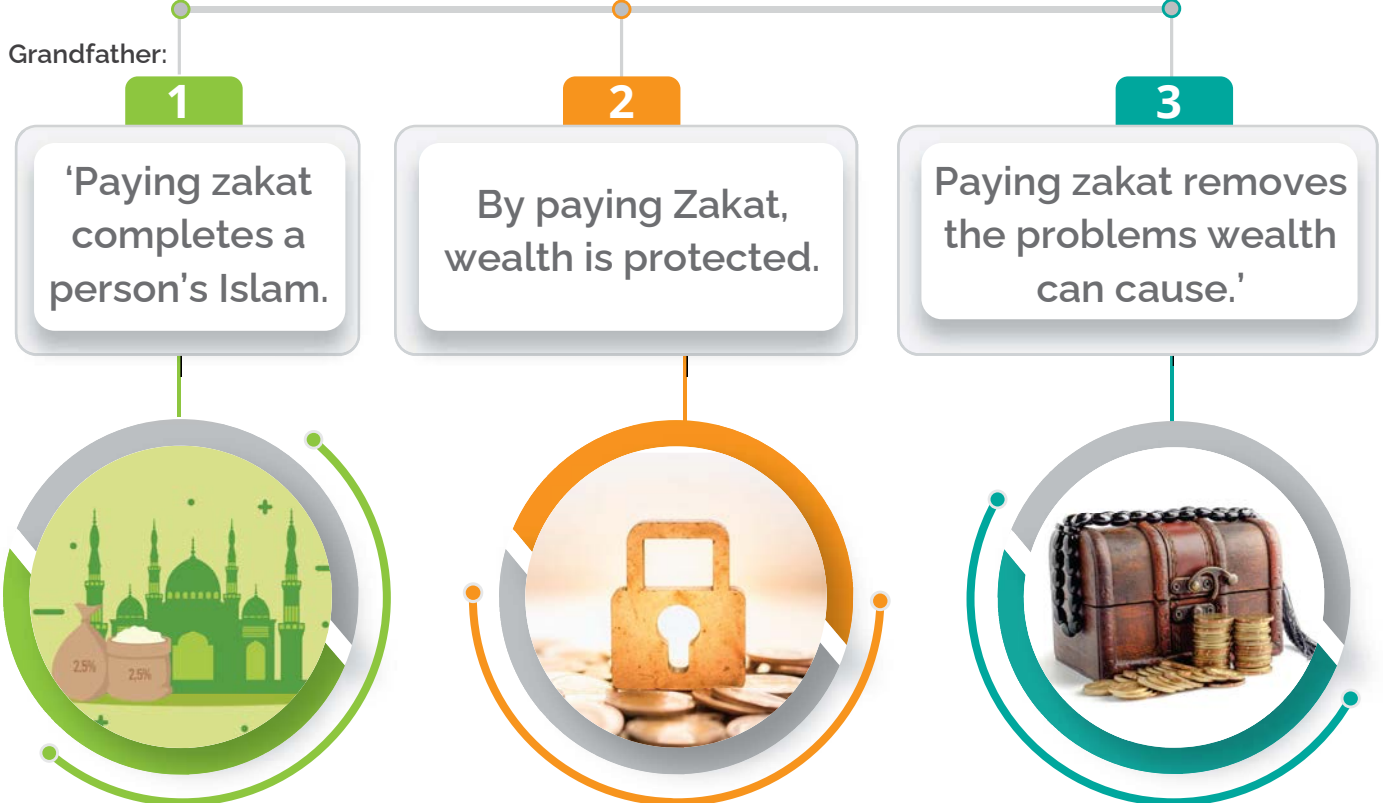 Grandfather:
1
‘Paying zakat
completes a
person’s Islam.
2
By paying Zakat,
wealth is protected.
3
Paying zakat removes
the problems wealth
can cause.’
2.5%
2,5%